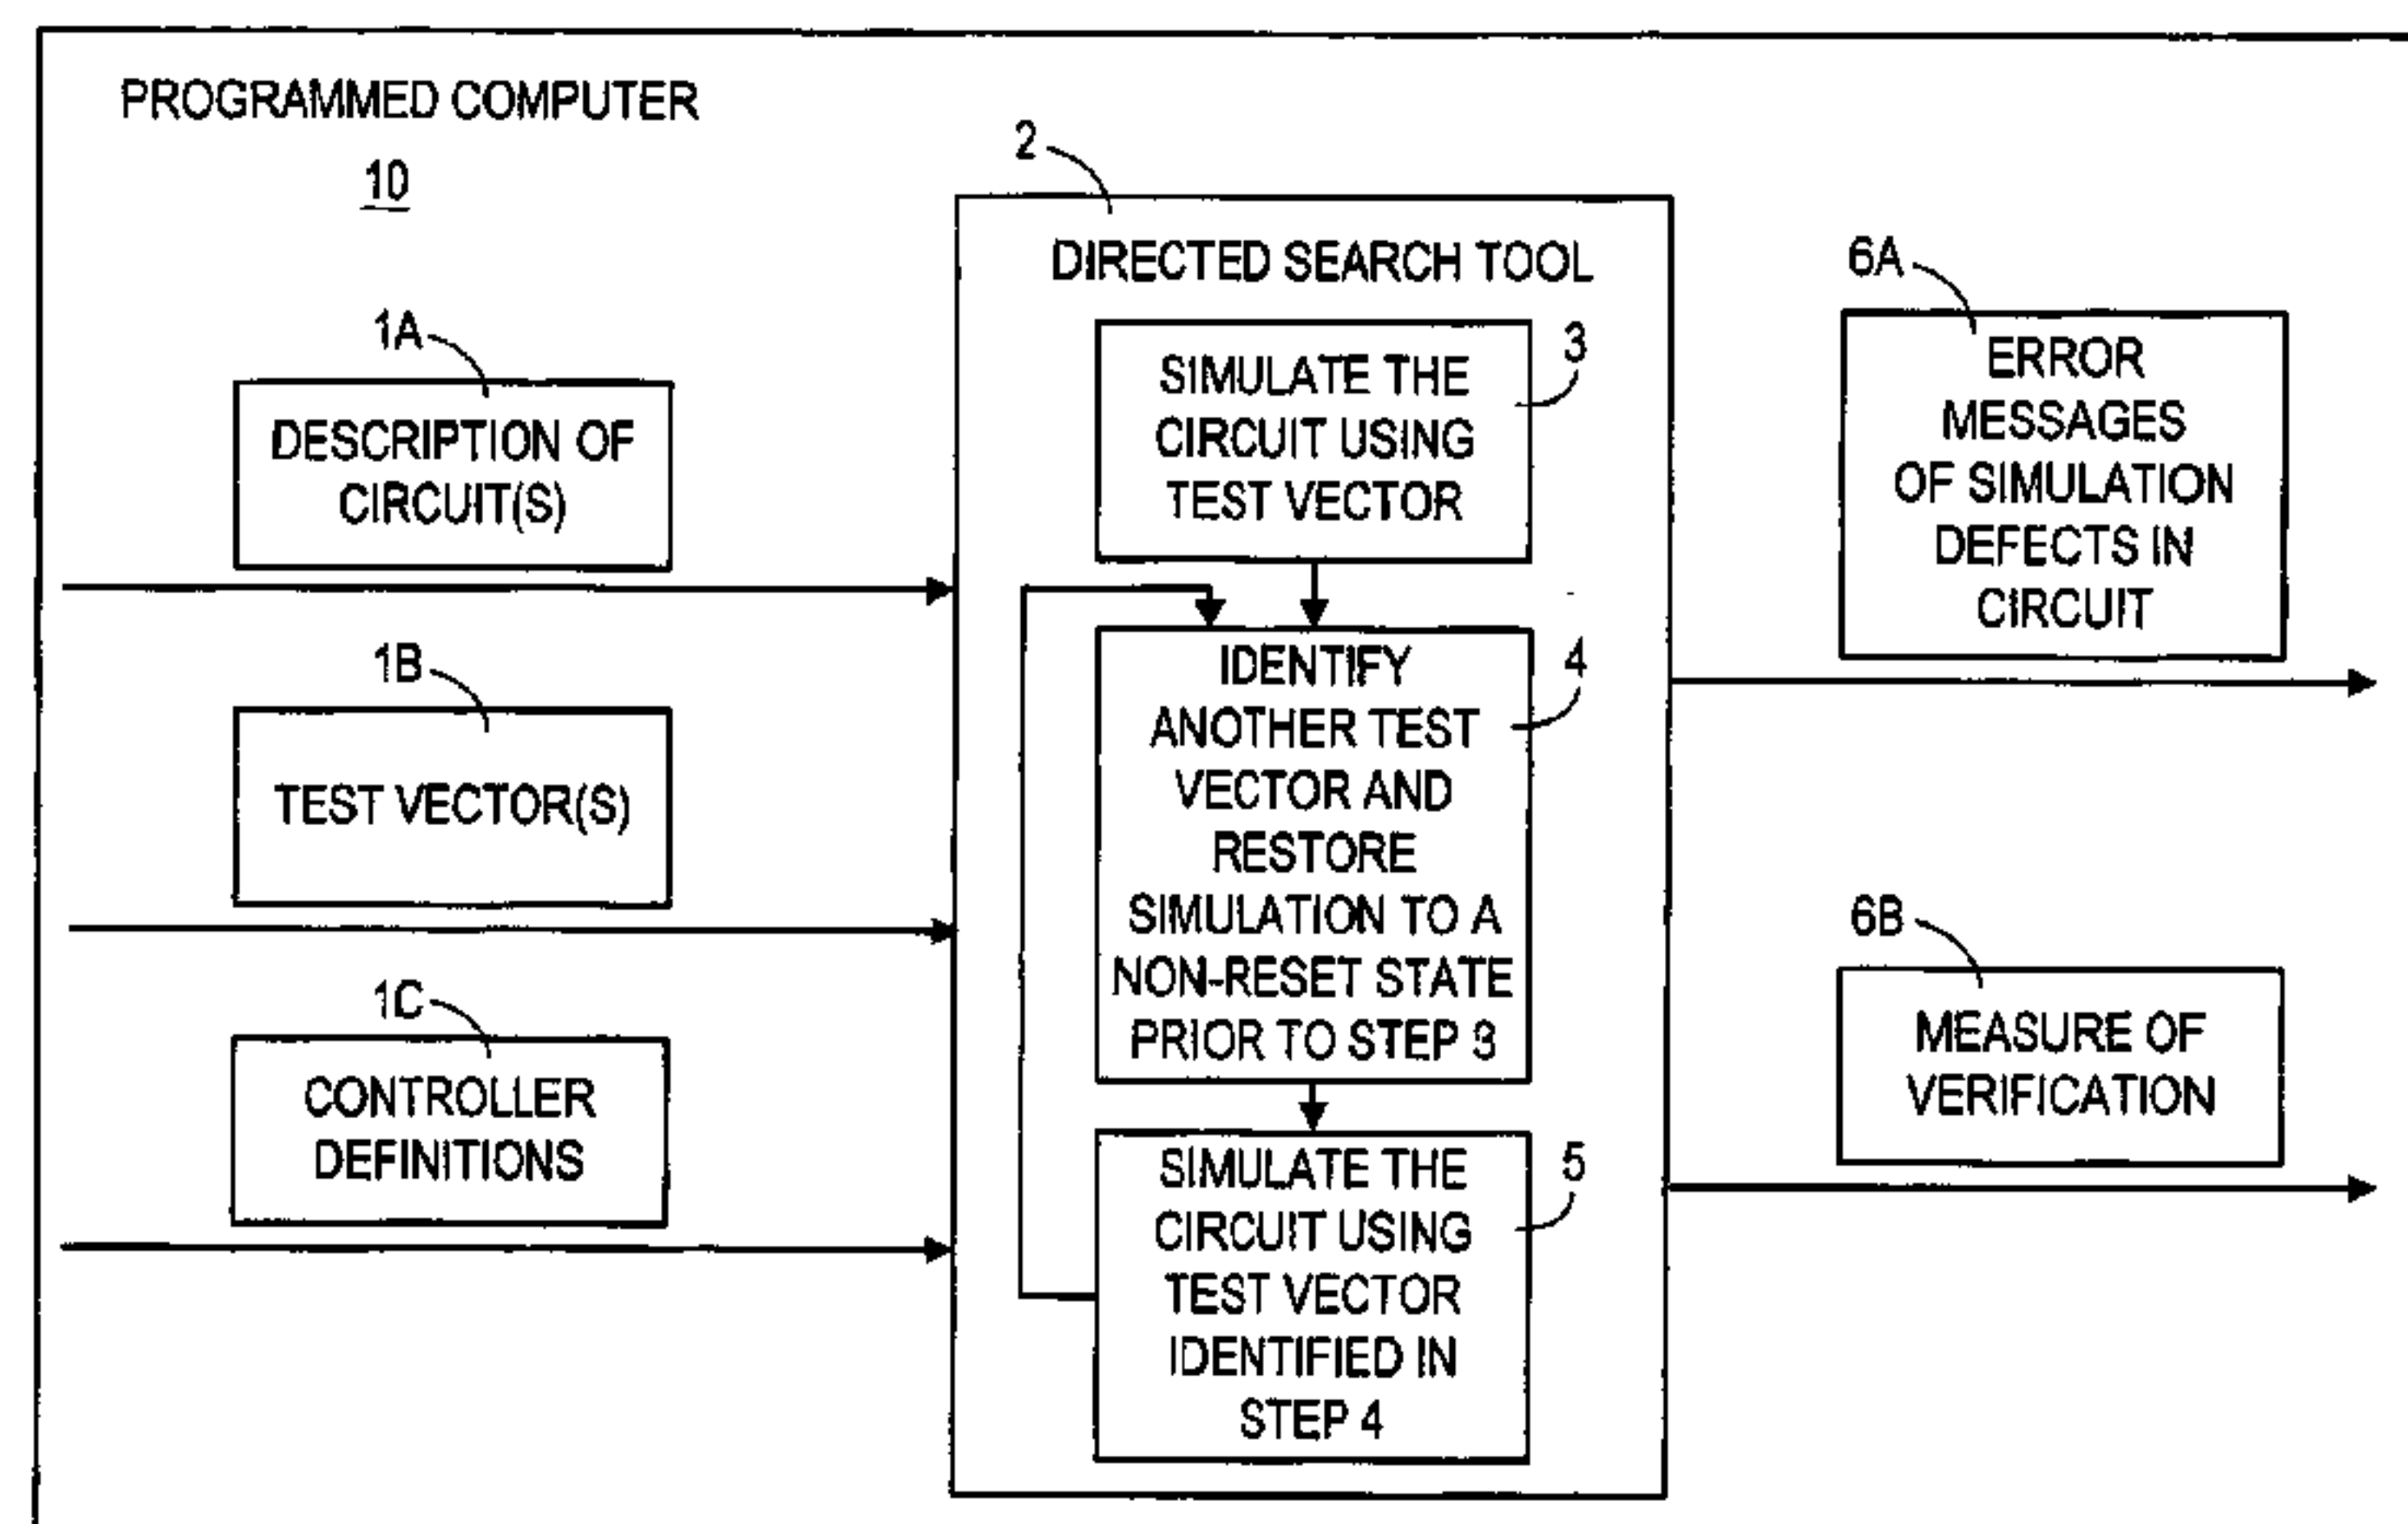 PROGRAMMED COMPUTER
10
1A
DESCRIPTION OF
CIRCUIT(S)
1B
TEST VECTOR(S)
1C
CONTROLLER
DEFINITIONS
2
DIRECTED SEARCH TOOL
3
SIMULATE THE
CIRCUIT USING
TEST VECTOR
4
IDENTIFY
ANOTHER TEST
VECTOR AND
RESTORE
SIMULATION TO A
NON-RESET STATE
PRIOR TO STEP 3
5
SIMULATE THE
CIRCUIT USING
TEST VECTOR
IDENTIFIED IN
STEP 4
6A
ERROR
MESSAGES
OF SIMULATION
DEFECTS IN
CIRCUIT
6B
MEASURE OF
VERIFICATION